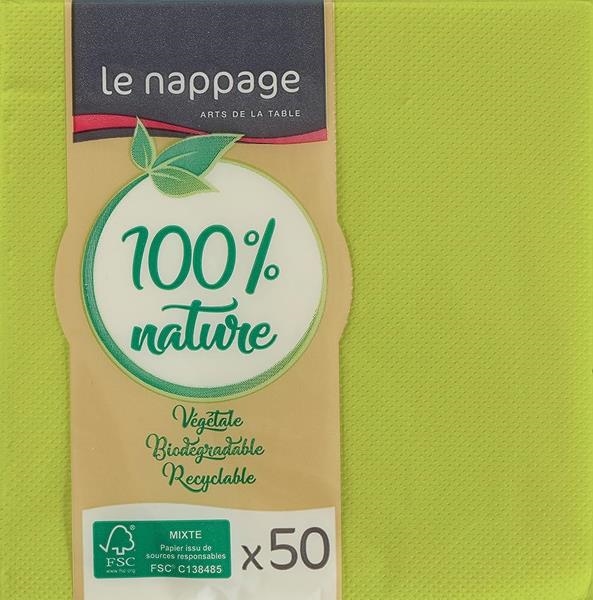 le nappage
ARTS DE LA TABLE
100%
nature
Végétale
Biodégradable
Recyclable
FSC
www.fsc.org
MIXTE
Papier issu de
sources responsables
FSC® C138485
x50